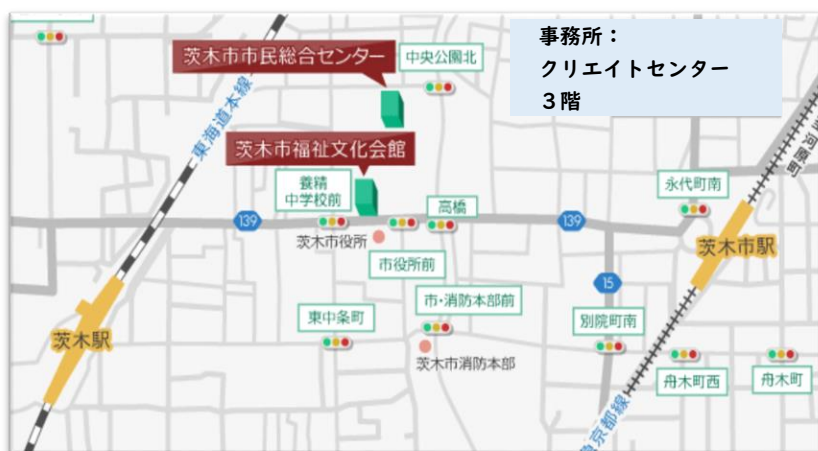 事務所：
クリエイトセンター
３階
茨木市市民総合センター
中央公園北
東海道本線
茨木市福祉文化会館
養精
中学校前
高橋
永代町南
139
139
茨木市役所
市役所前
茨木市駅
15
市・消防本部前
東中条町
別院町南
茨木駅
茨木市消防本部
舟木町西
舟木町
京都線
河原町